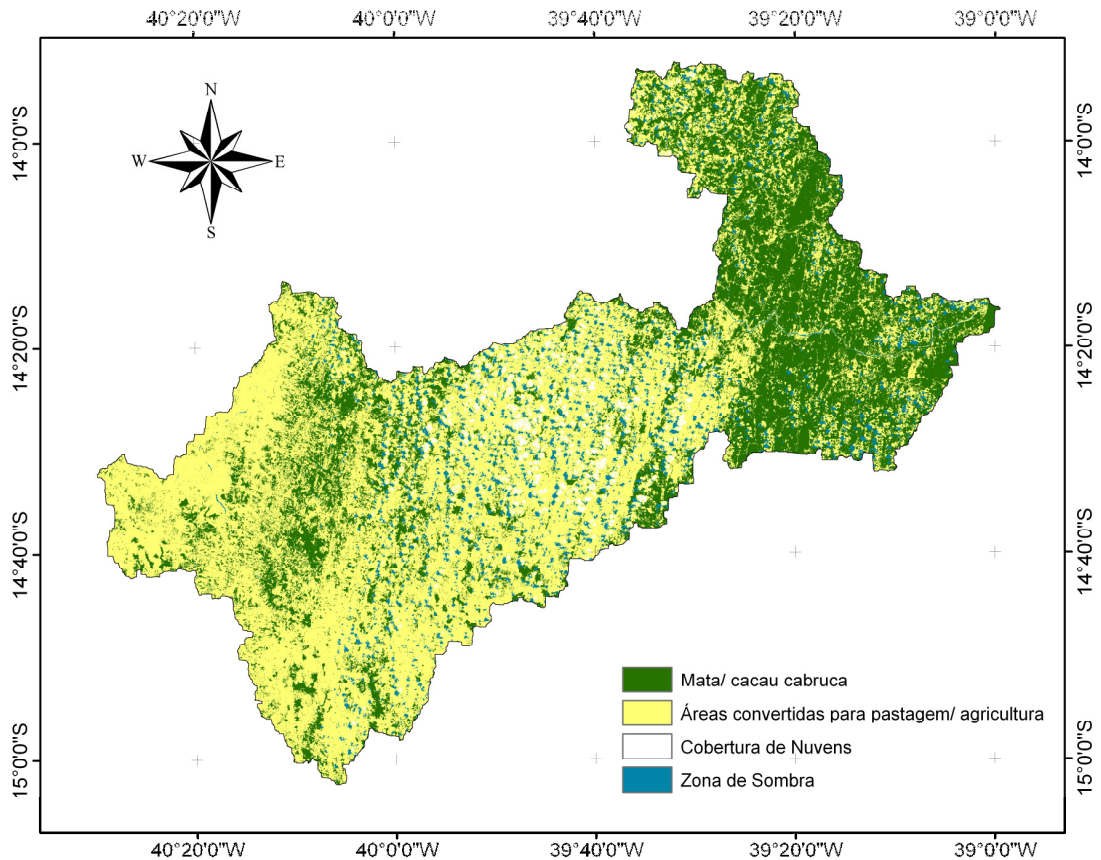 40°20'0"W 40°0'0"W 39°40'0"W 39°20'0"W 39°0'0"W
N
W E
S
14°0'0"S 14°0'0"S
14°20'0"S 14°20'0"S
14°40'0"S 14°40'0"S
15°0'0"S 15°0'0"S
Mata/ cacau cabruca
Áreas convertidas para pastagem/ agricultura
Cobertura de Nuvens
Zona de Sombra
40°20'0"W 40°0'0"W 39°40'0"W 39°20'0"W 39°0'0"W